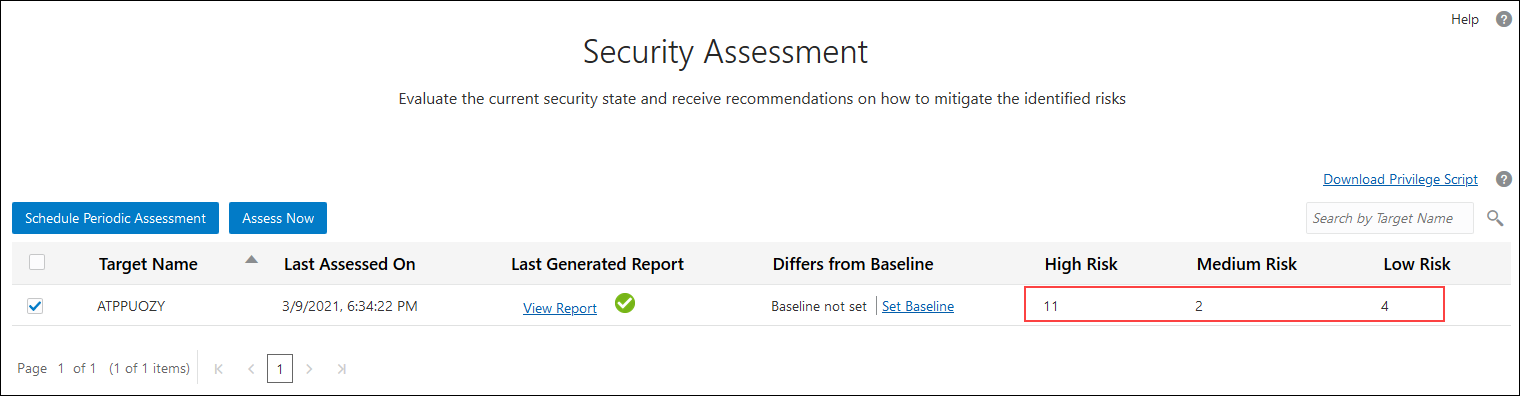 Help ?
Security Assessment
Evaluate the current security state and receive recommendations on how to mitigate the identified risks
Download Privilege Script ?
Schedule Periodic Assessment Assess Now Search by Target Name
Target Name Last Assessed On Last Generated Report Differs from Baseline High Risk Medium Risk Low Risk
ATPPUOZY 3/9/2021, 6:34:22 PM View Report Baseline not set Set Baseline 11 2 4
Page 1 of 1 (1 of 1 items) 1